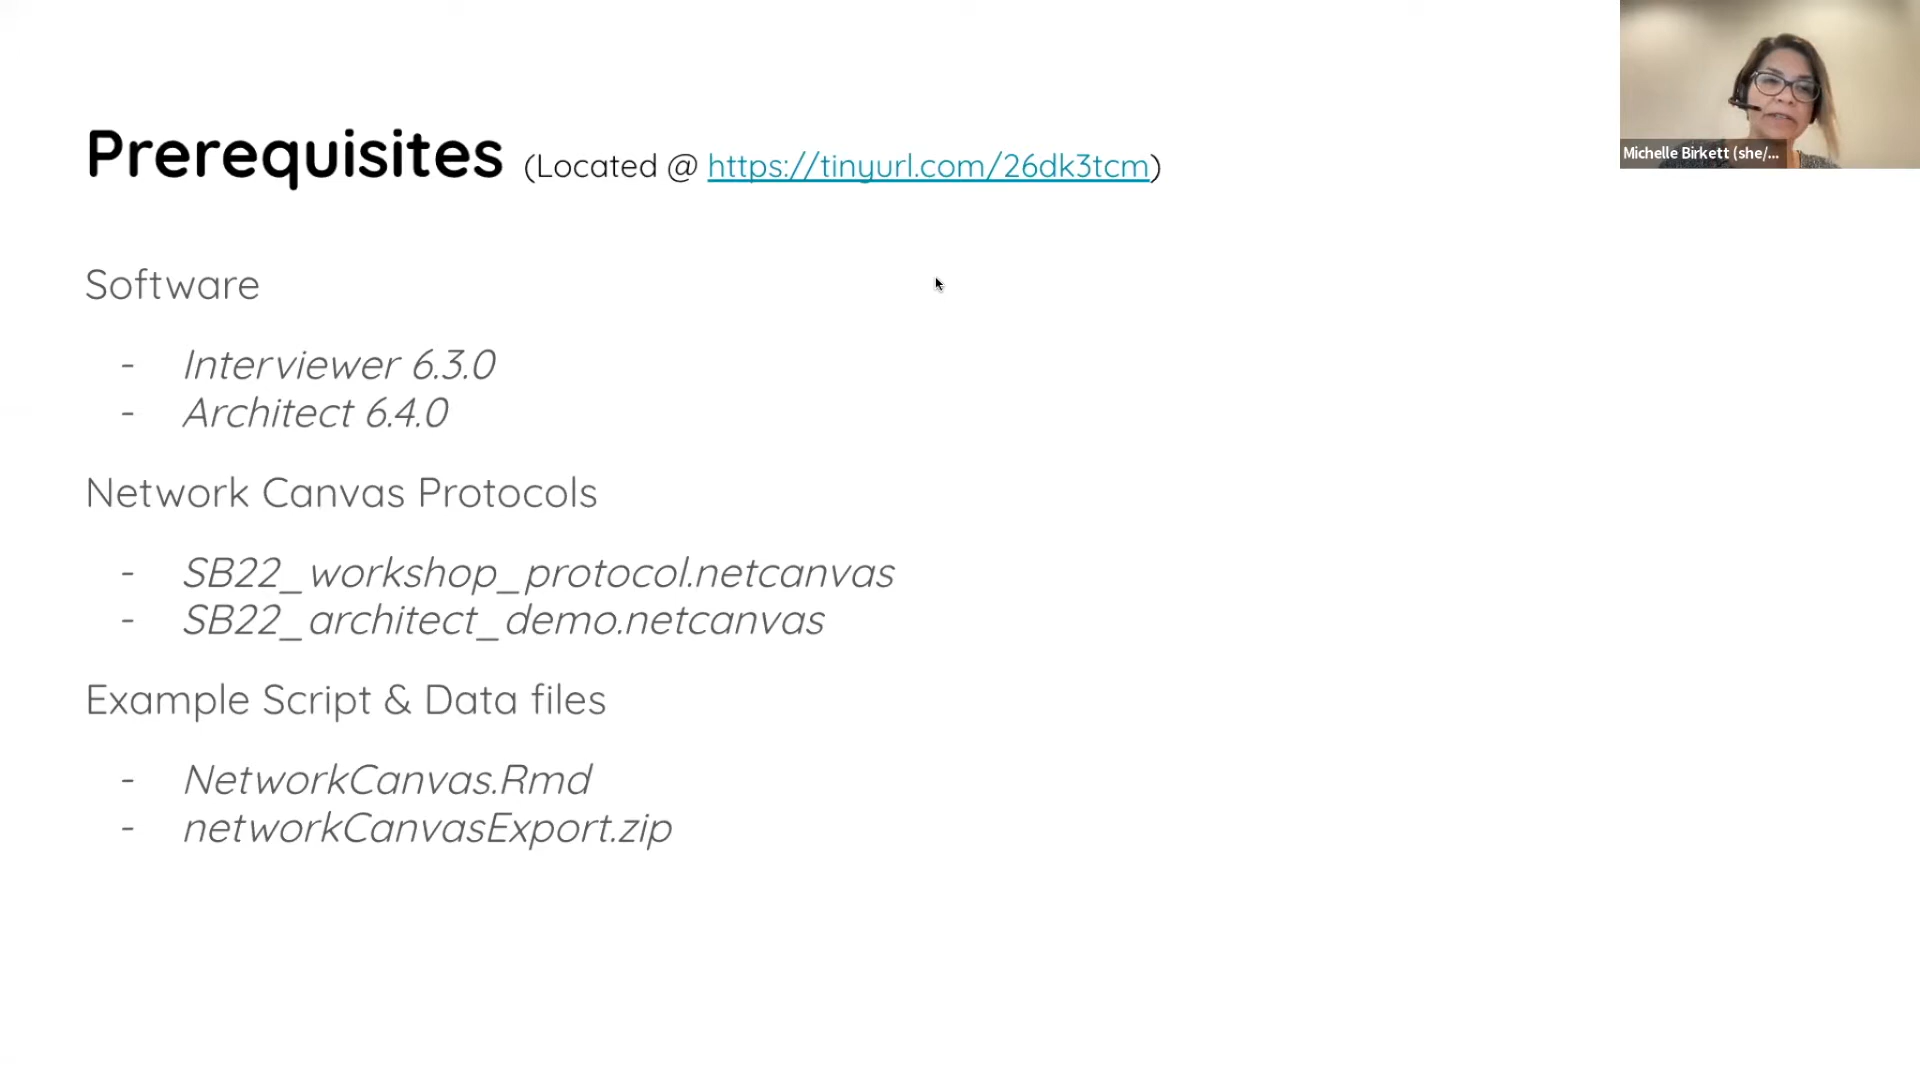 Prerequisites (Located @ https://tinyurl.com/26dk3tcm)
Michelle Birkett (she/...
Software
- Interviewer 6.3.0
- Architect 6.4.0
Network Canvas Protocols
- SB22_workshop_protocol.netcanvas
- SB22_architect_demo.netcanvas
Example Script & Data files
- NetworkCanvas.Rmd
- networkCanvasExport.zip